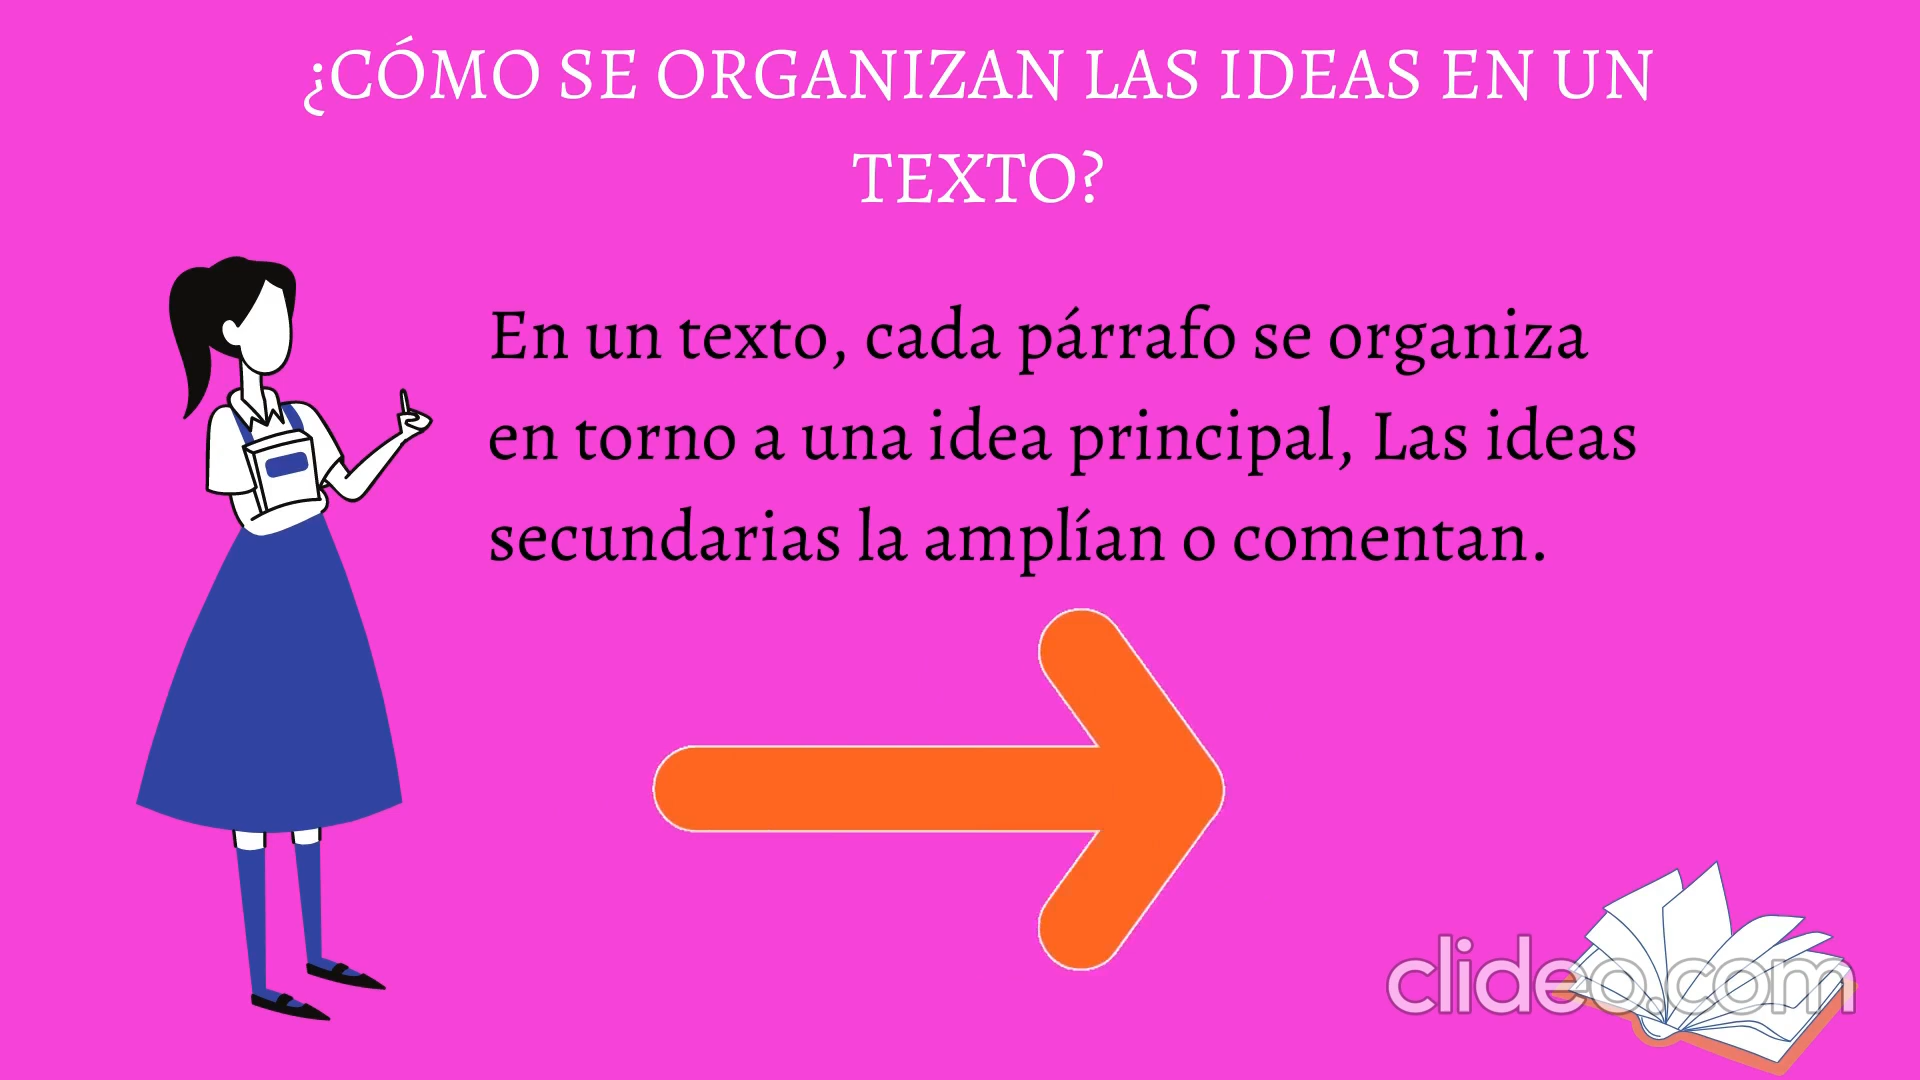 ¿CÓMO SE ORGANIZAN LAS IDEAS EN UN
TEXTO?
En un texto, cada párrafo se organiza
en torno a una idea principal, Las ideas
secundarias la amplían o comentan.
clideo.com